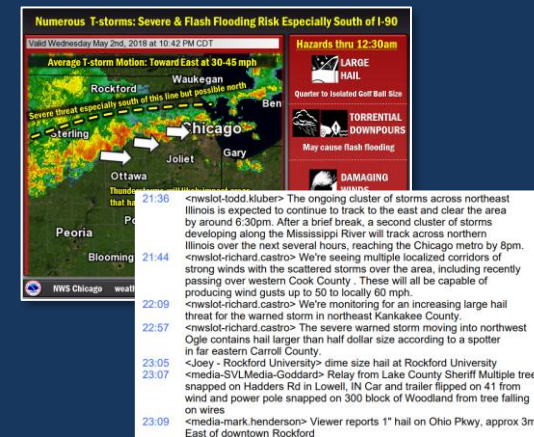 Numerous T-storms: Severe & Flash Flooding Risk Especially South of I-90
Valid Wednesday May 2nd, 2018 at 10:42 PM CDT
Average T-storm Motion: Toward East at 30-45 mph
Hazards thru 12:30am
LARGE
HAIL
Quarter to Isolated Golf Ball Size
TORRENTIAL
DOWNPOURS
May cause flash flooding
DAMAGING
WINDS
Waukegan
Rockford
Severe threat especially south of this line but possible north
Ben
Sterling
Chicago
Joliet
Gary
Ottawa
Thunderstorms will likely impact areas
that ha
Peoria
Blooming
NWS Chicago
21:36 <nwslot-todd.kluber> The ongoing cluster of storms across northeast
Illinois is expected to continue to track to the east and clear the area
by around 6:30pm. After a brief break, a second cluster of storms
developing along the Mississippi River will track across northern
Illinois over the next several hours, reaching the Chicago metro by 8pm.
21:44 <nwslot-richard.castro> We're seeing multiple localized corridors of
strong winds with the scattered storms over the area, including recently
passing over western Cook County . These will all be capable of
producing wind gusts up to 50 to locally 60 mph.
22:09 <nwslot-richard.castro> We're monitoring for an increasing large hail
threat for the warned storm in northeast Kankakee County.
22:57 <nwslot-richard.castro> The severe warned storm moving into northwest
Ogle contains hail larger than half dollar size according to a spotter
in far eastern Carroll County.
23:05 <Joey - Rockford University> dime size hail at Rockford University
23:07 <media-SVLMedia-Goddard> Relay from Lake County Sheriff Multiple tree
snapped on Hadders Rd in Lowell, IN Car and trailer flipped on 41 from
wind and power pole snapped on 300 block of Woodland from tree falling
on wires
23:09 <media-mark.henderson> Viewer reports 1" hail on Ohio Pkwy, approx 3m
East of downtown Rockford